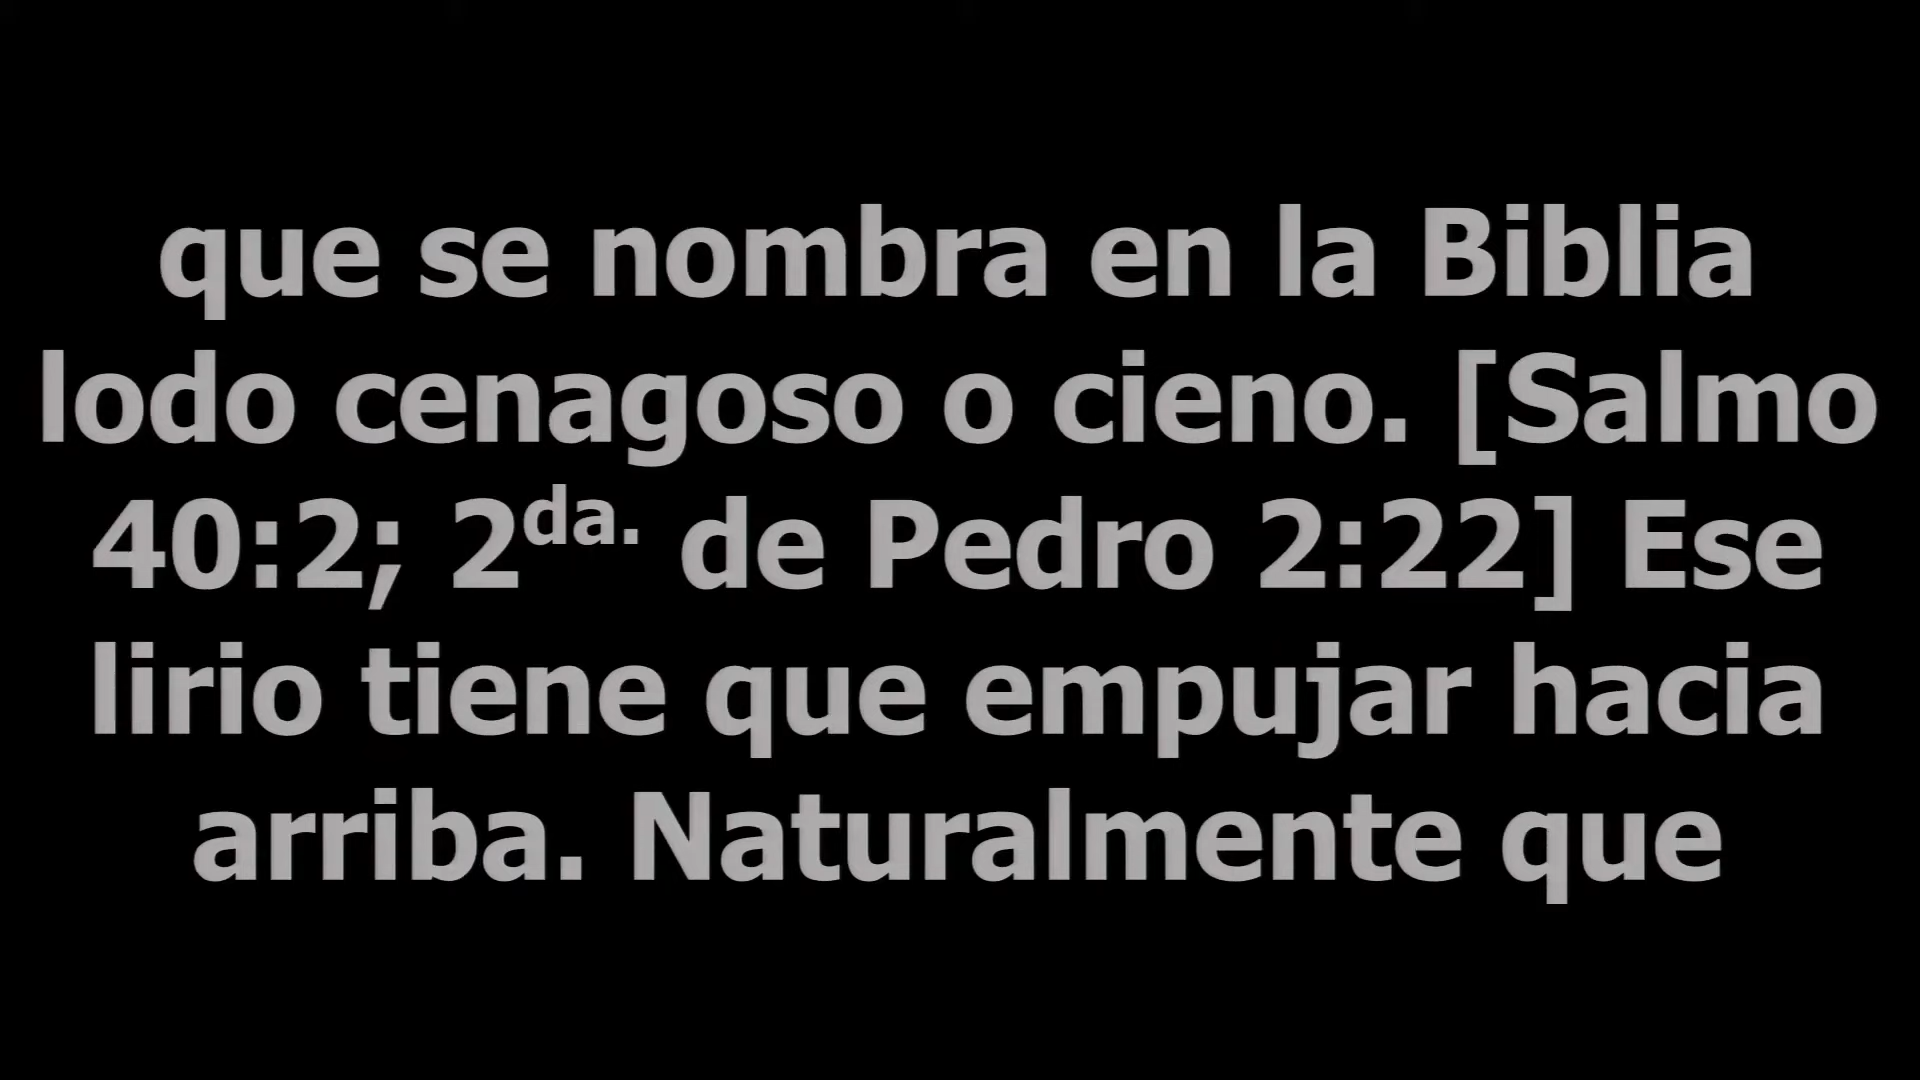 que se nombra en la Biblia
lodo cenagoso o cieno. [Salmo
40:2; 2da. de Pedro 2:22] Ese
lirio tiene que empujar hacia
arriba. Naturalmente que